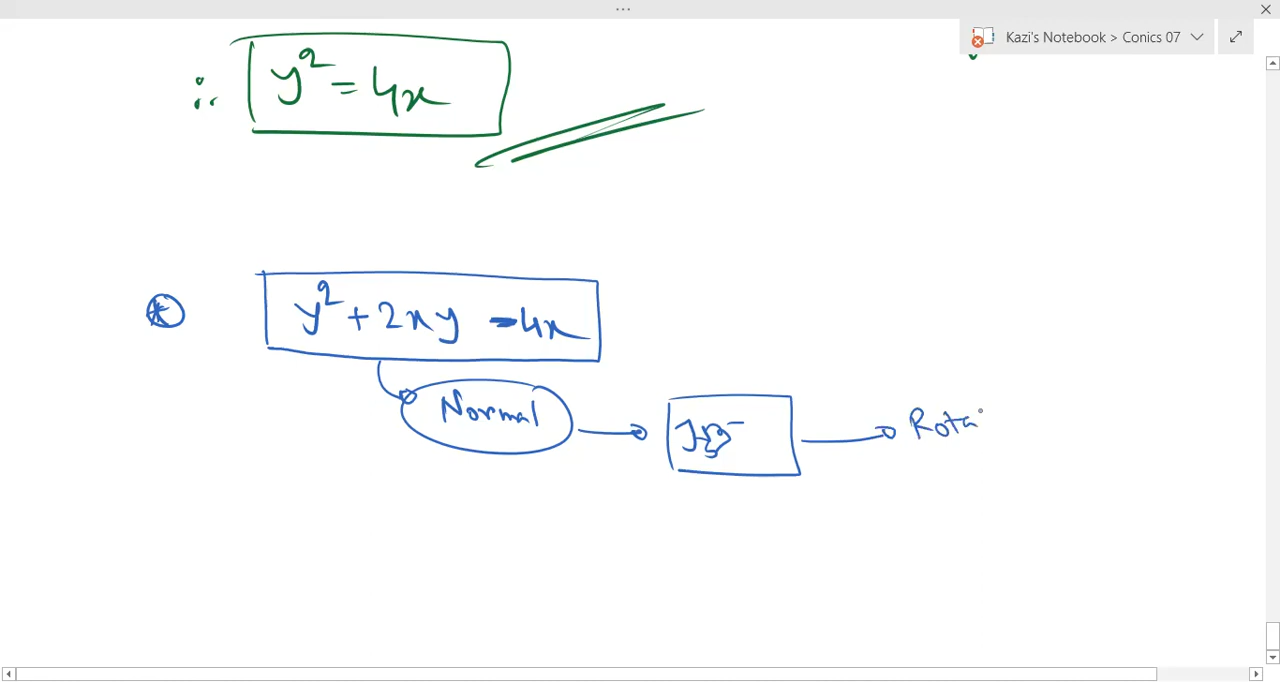 Kazi's Notebook > Conics 07
∴ y² = 4x
y² + 2xy - 4x
Normal
Rota